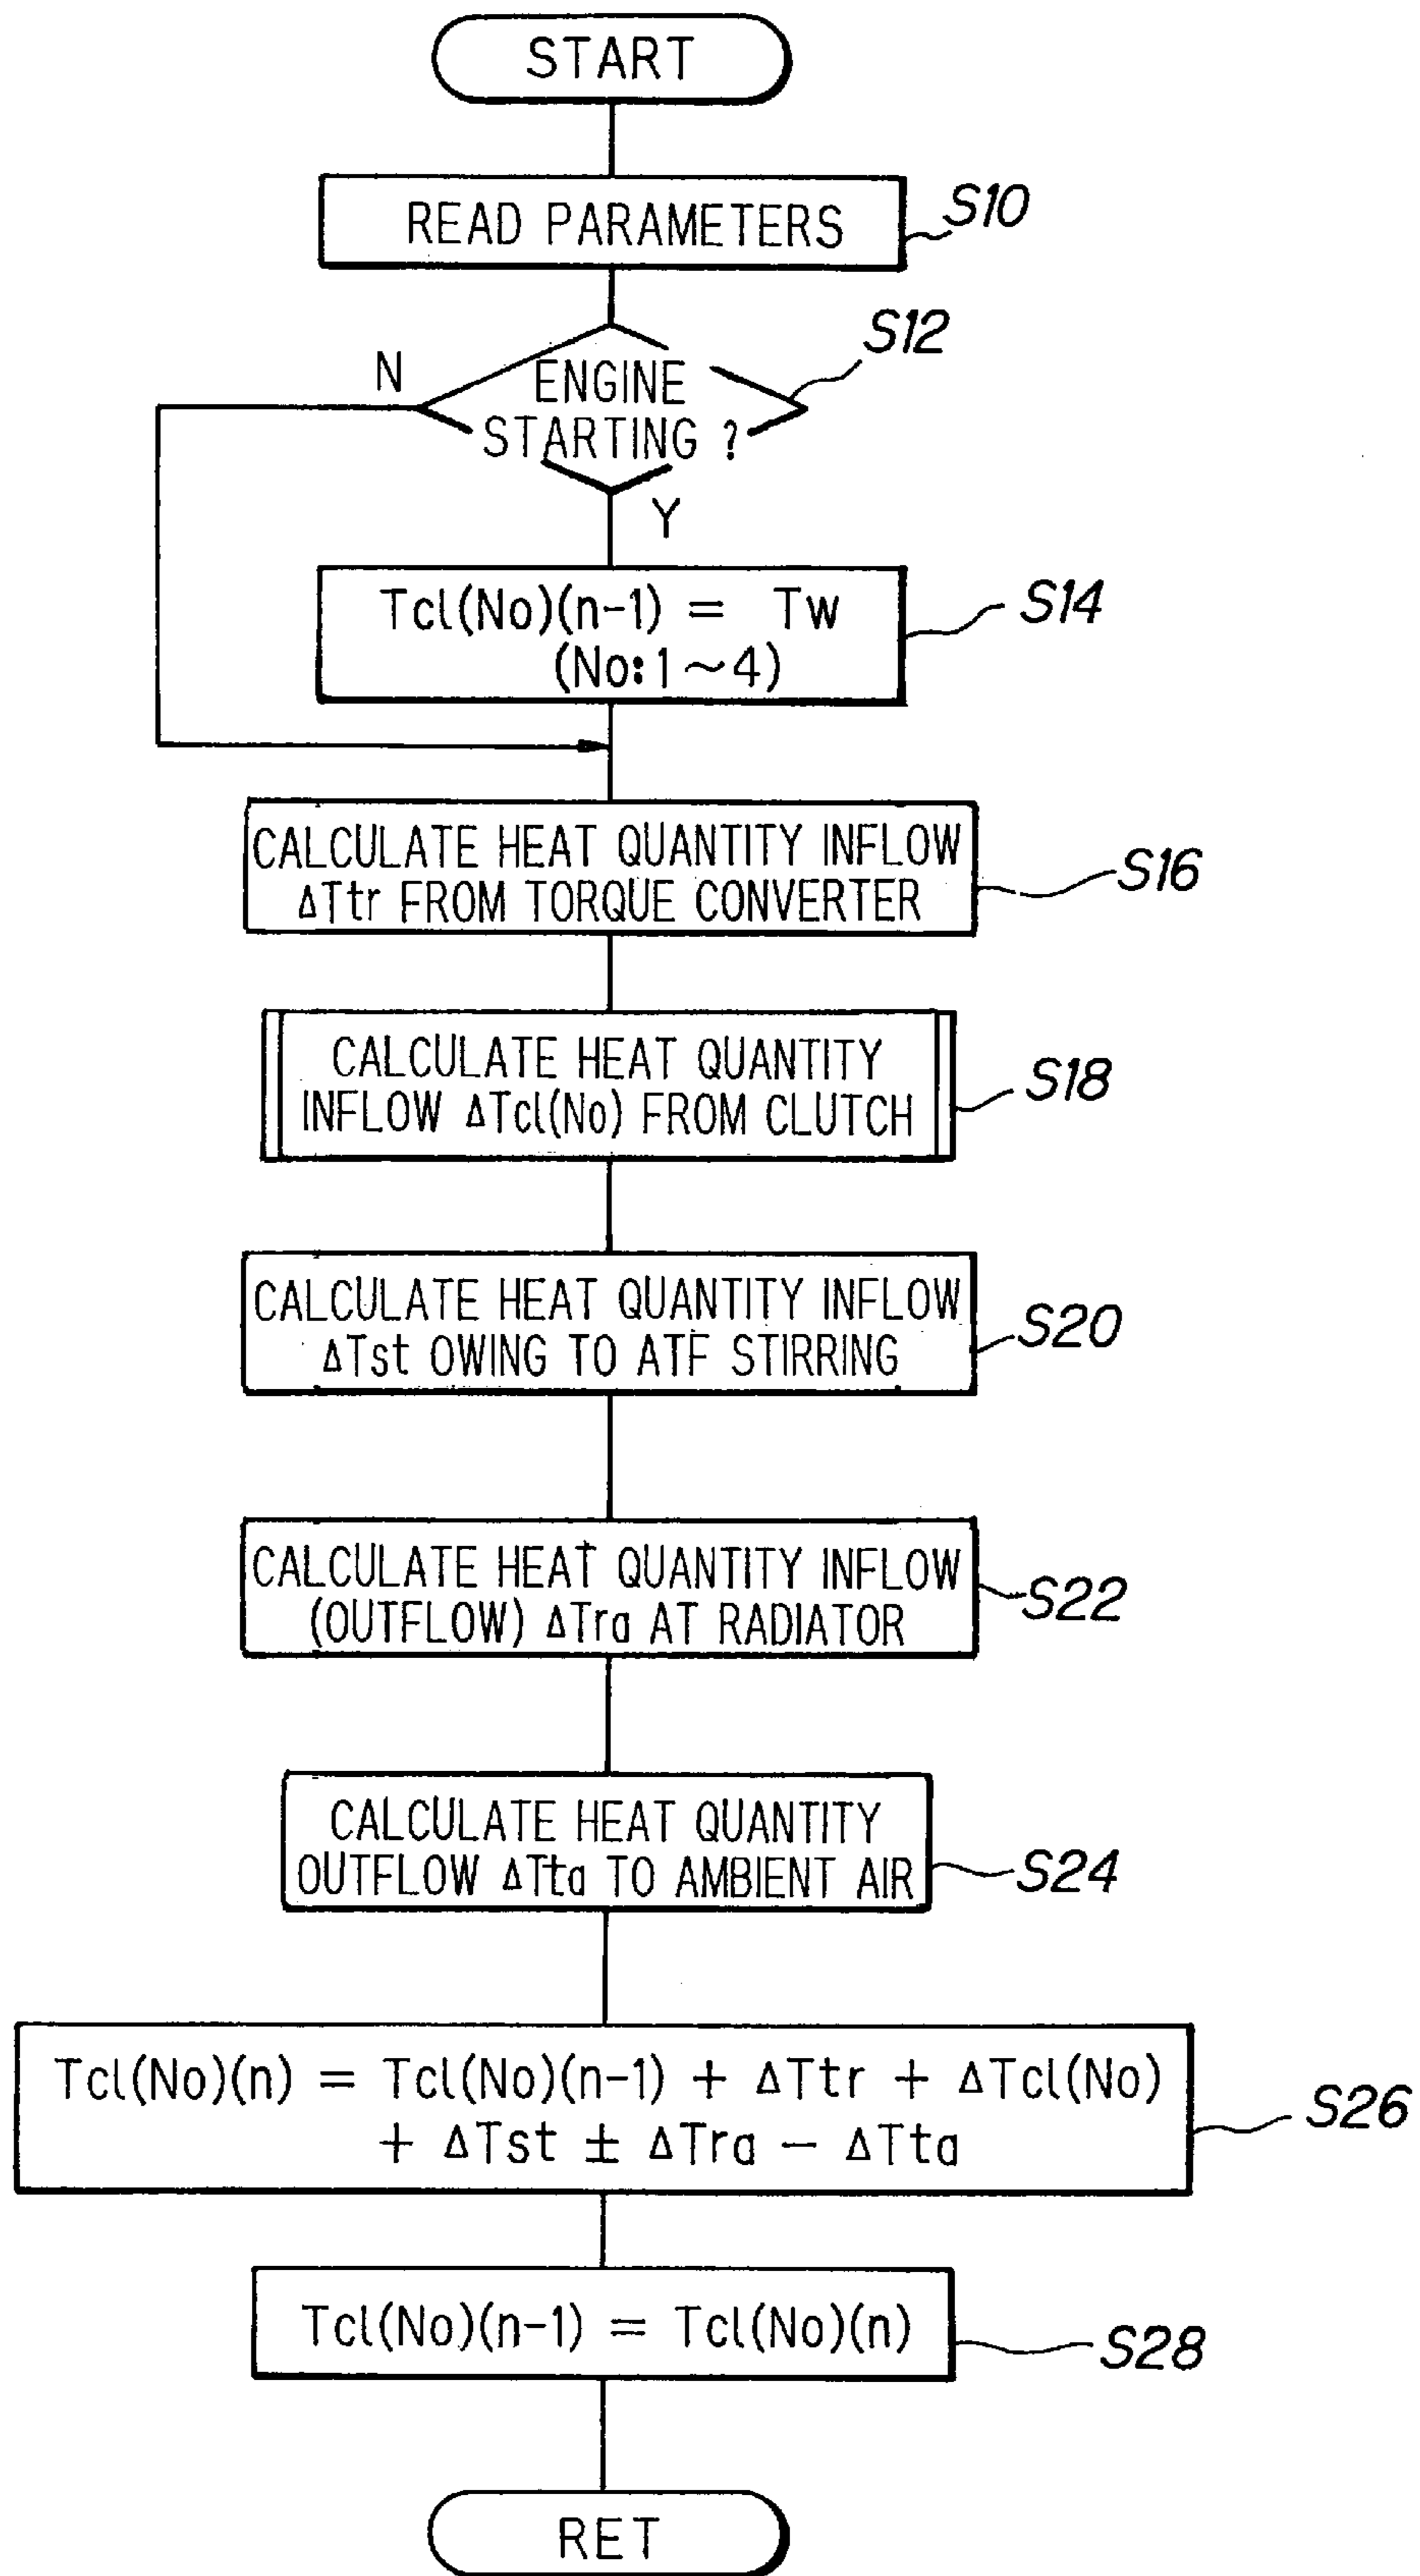 START
READ PARAMETERS
S10
S12
N
ENGINE
STARTING ?
Y
Tcl(No)(n-1) = Tw
(No:1~4)
S14
CALCULATE HEAT QUANTITY INFLOW
ΔTtr FROM TORQUE CONVERTER
S16
CALCULATE HEAT QUANTITY
INFLOW ΔTcl(No) FROM CLUTCH
S18
CALCULATE HEAT QUANTITY INFLOW
ΔTst OWING TO ATF STIRRING
S20
CALCULATE HEAT QUANTITY INFLOW
(OUTFLOW) ΔTra AT RADIATOR
S22
CALCULATE HEAT QUANTITY
OUTFLOW ΔTta TO AMBIENT AIR
S24
Tcl(No)(n) = Tcl(No)(n-1) + ΔTtr + ΔTcl(No)
+ ΔTst ± ΔTra − ΔTta
S26
Tcl(No)(n-1) = Tcl(No)(n)
S28
RET